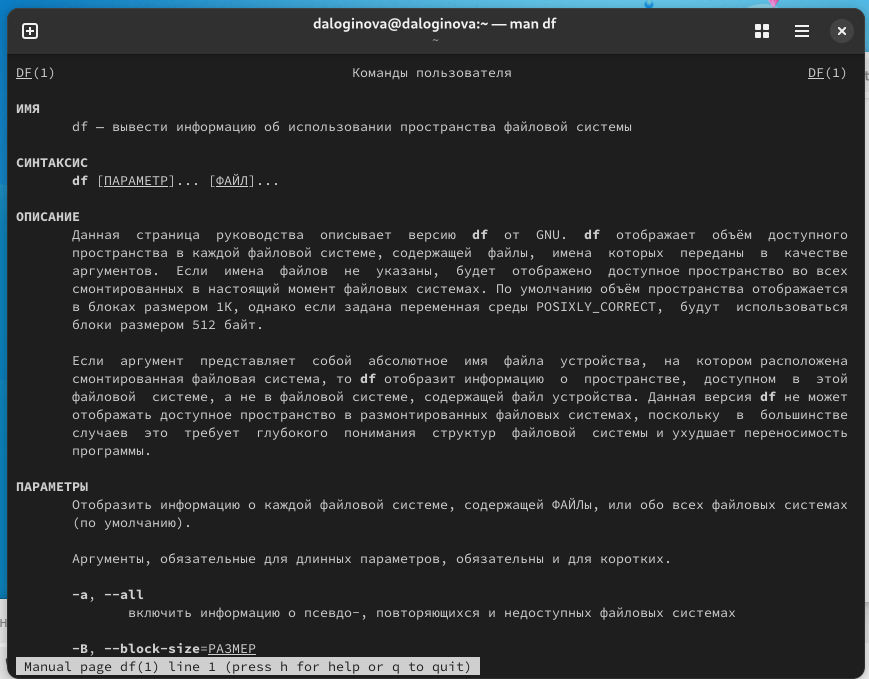 daloginova@daloginova:~ — man df
~
DF(1) Команды пользователя DF(1)
ИМЯ
df – вывести информацию об использовании пространства файловой системы
СИНТАКСИС
df [ПАРАМЕТР]... [ФАЙЛ]...
ОПИСАНИЕ
Данная страница руководства описывает версию df от GNU. df отображает объём доступного
пространства в каждой файловой системе, содержащей файлы, имена которых переданы в качестве
аргументов. Если имена файлов не указаны, будет отображено доступное пространство во всех
смонтированных в настоящий момент файловых системах. По умолчанию объём пространства отображается
в блоках размером 1K, однако если задана переменная среды POSIXLY_CORRECT, будут использоваться
блоки размером 512 байт.
Если аргумент представляет собой абсолютное имя файла устройства, на котором расположена
смонтированная файловая система, то df отобразит информацию о пространстве, доступном в этой
файловой системе, а не в файловой системе, содержащей файл устройства. Данная версия df не может
отображать доступное пространство в размонтированных файловых системах, поскольку в большинстве
случаев это требует глубокого понимания структур файловой системы и ухудшает переносимость
программы.
ПАРАМЕТРЫ
Отобразить информацию о каждой файловой системе, содержащей ФАЙЛы, или обо всех файловых системах
(по умолчанию).
Аргументы, обязательные для длинных параметров, обязательны и для коротких.
-a, --all
включить информацию о псевдо-, повторяющихся и недоступных файловых системах
-B, --block-size=РАЗМЕР
Manual page df(1) line 1 (press h for help or q to quit)